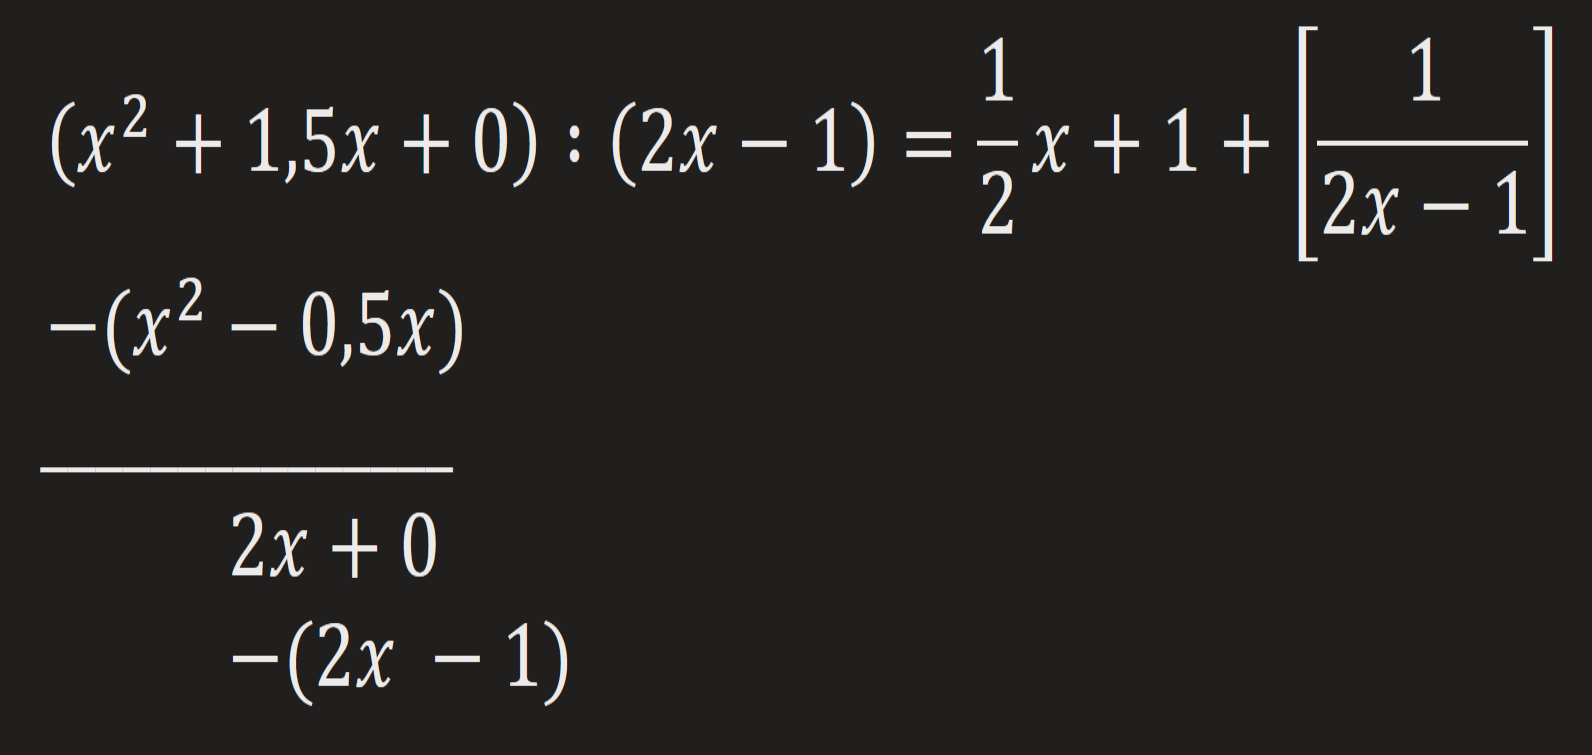 (x² + 1,5x + 0) : (2x − 1) = 1/2 x + 1 + [1/(2x − 1)]
−(x² − 0,5x)
2x + 0
−(2x − 1)